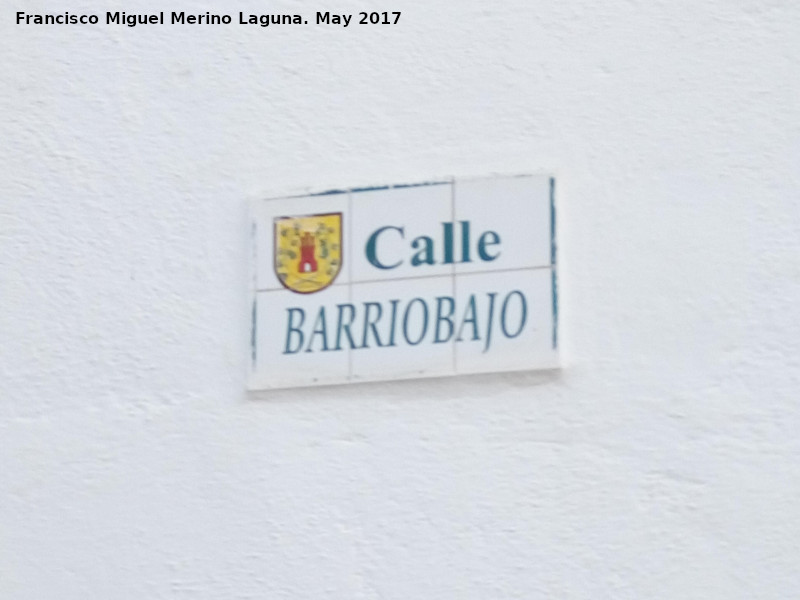 Francisco Miguel Merino Laguna. May 2017
Calle
BARRIOBAJO